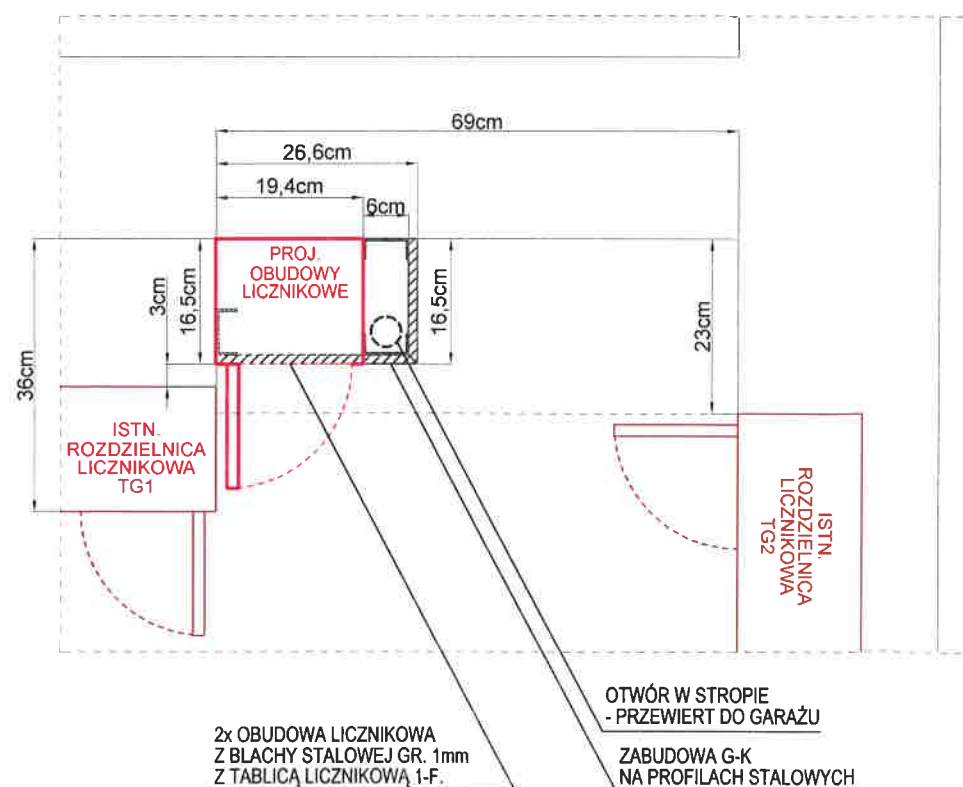 69cm
26,6cm
19,4cm
6cm
PROJ.
OBUDOWY
LICZNIKOWE
3cm
16,5cm
16,5cm
23cm
36cm
ISTN.
ROZDZIELNICA
LICZNIKOWA
TG1
ISTN.
ROZDZIELNICA
LICZNIKOWA
TG2
OTWÓR W STROPIE
- PRZEWIERT DO GARAŻU
2x OBUDOWA LICZNIKOWA
Z BLACHY STALOWEJ GR. 1mm
Z TABLICĄ LICZNIKOWĄ 1-F.
ZABUDOWA G-K
NA PROFILACH STALOWYCH